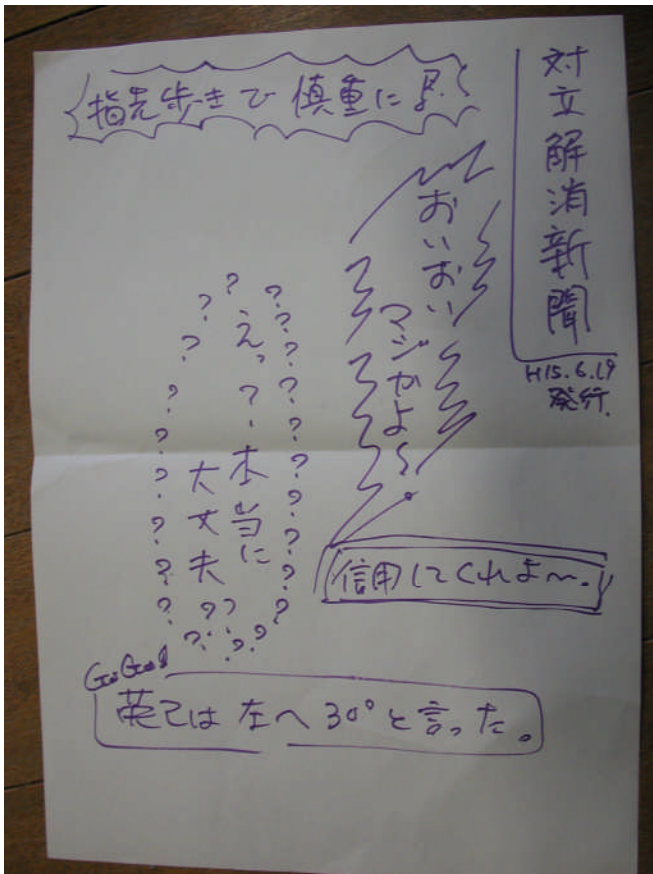 対立解消新聞
H15.6.19
発行.
指先歩きで慎重に
おいおい
マジかよ〜。
信用してくれよ〜.
えっ?本当に
大丈夫??
Go Go!
英己は左へ30°と言った。